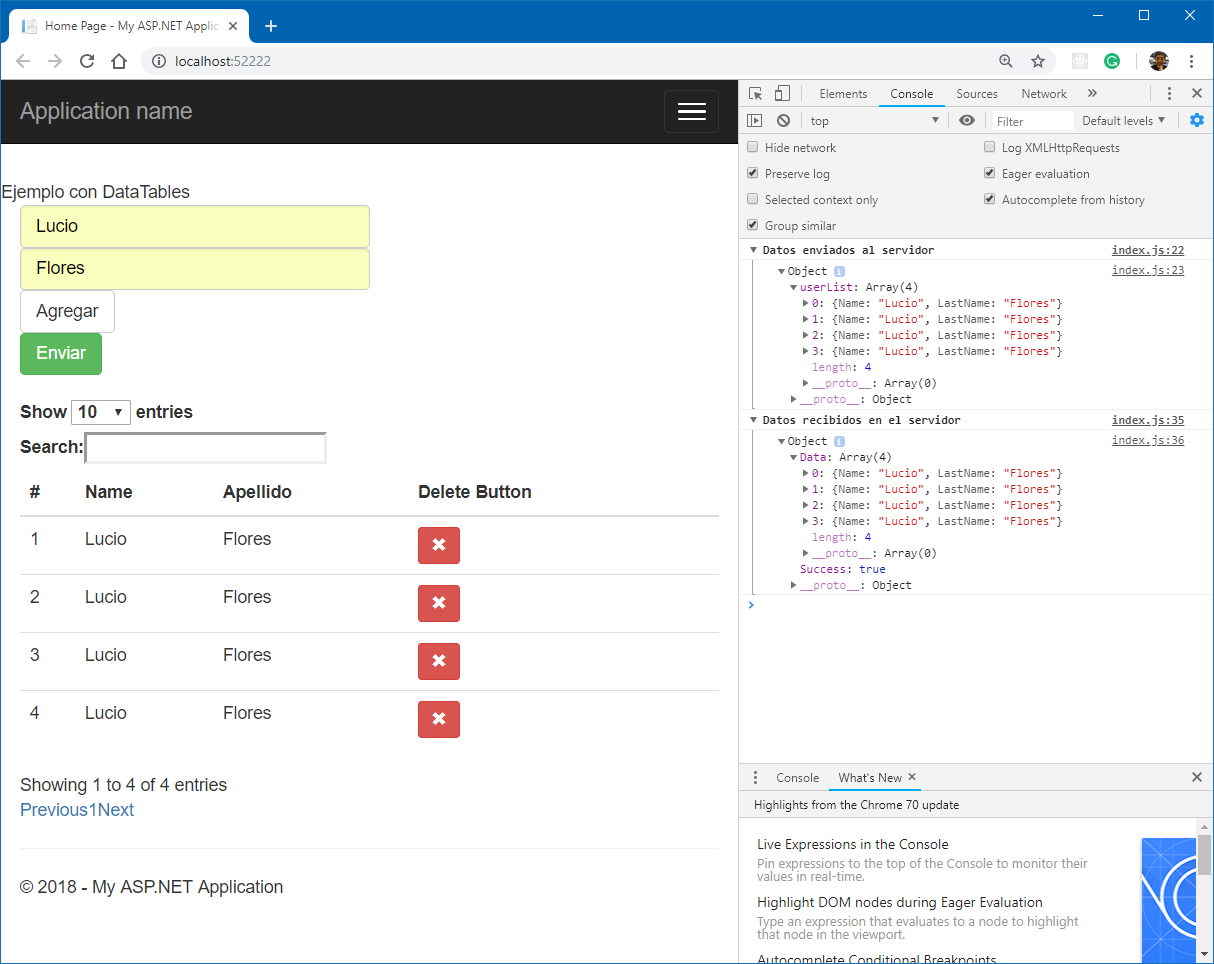 Home Page - My ASP.NET Applic
localhost:52222
Application name
Ejemplo con DataTables
Lucio
Flores
Agregar
Enviar
Show 10 entries
Search:
# Name Apellido Delete Button
1 Lucio Flores
2 Lucio Flores
3 Lucio Flores
4 Lucio Flores
Showing 1 to 4 of 4 entries
Previous1Next
© 2018 - My ASP.NET Application
Elements Console Sources Network »
top Filter Default levels
Hide network Log XMLHttpRequests
Preserve log Eager evaluation
Selected context only Autocomplete from history
Group similar
Datos enviados al servidor index.js:22
Object index.js:23
userList: Array(4)
0: {Name: "Lucio", LastName: "Flores"}
1: {Name: "Lucio", LastName: "Flores"}
2: {Name: "Lucio", LastName: "Flores"}
3: {Name: "Lucio", LastName: "Flores"}
length: 4
__proto__: Array(0)
__proto__: Object
Datos recibidos en el servidor index.js:35
Object index.js:36
Data: Array(4)
0: {Name: "Lucio", LastName: "Flores"}
1: {Name: "Lucio", LastName: "Flores"}
2: {Name: "Lucio", LastName: "Flores"}
3: {Name: "Lucio", LastName: "Flores"}
length: 4
__proto__: Array(0)
Success: true
__proto__: Object
Console What's New
Highlights from the Chrome 70 update
Live Expressions in the Console
Pin expressions to the top of the Console to monitor their
values in real-time.
Highlight DOM nodes during Eager Evaluation
Type an expression that evaluates to a node to highlight
that node in the viewport.
Autocomplete Conditional Breakpoints